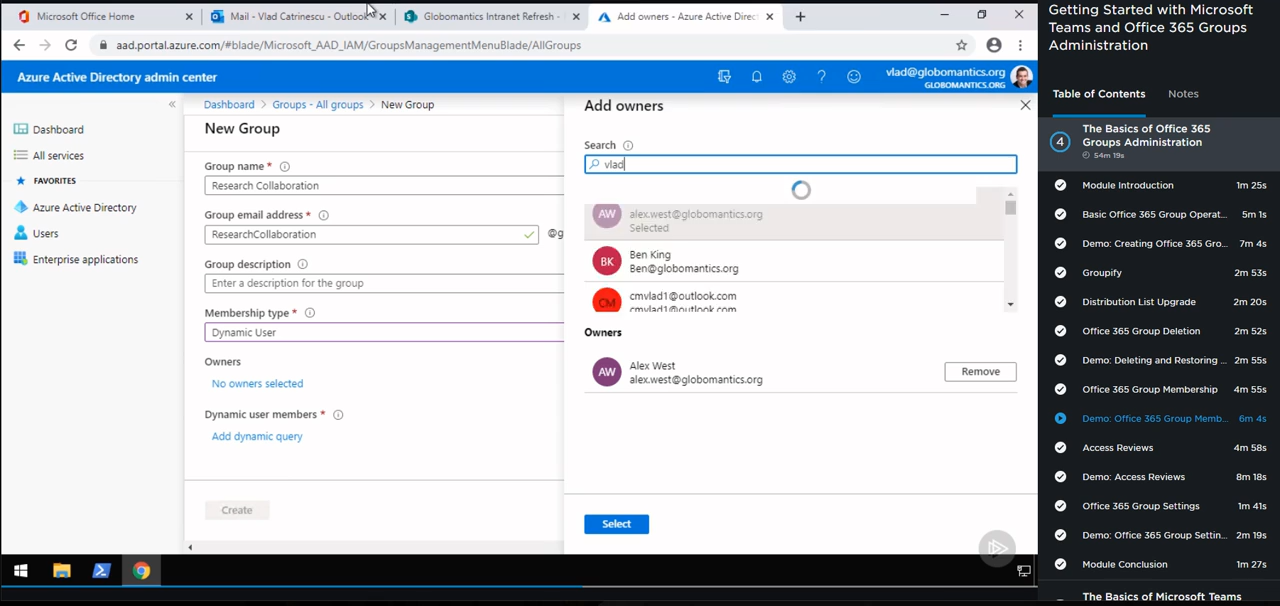 Microsoft Office Home
Mail - Vlad Catrinescu - Outlook
Globomantics Intranet Refresh -
Add owners - Azure Active Direct
aad.portal.azure.com/#blade/Microsoft_AAD_IAM/GroupsManagementMenuBlade/AllGroups
Azure Active Directory admin center
vlad@globomantics.org
GLOBOMANTICS.ORG
Dashboard
All services
FAVORITES
Azure Active Directory
Users
Enterprise applications
Dashboard > Groups - All groups > New Group
New Group
Group name *
Research Collaboration
Group email address *
ResearchCollaboration
@g
Group description
Enter a description for the group
Membership type *
Dynamic User
Owners
No owners selected
Dynamic user members *
Add dynamic query
Create
Add owners
Search
vlad
AW
alex.west@globomantics.org
Selected
BK
Ben King
Ben@globomantics.org
CM
cmvlad1@outlook.com
cmvlad1@outlook.com
Owners
AW
Alex West
alex.west@globomantics.org
Remove
Select
Getting Started with Microsoft
Teams and Office 365 Groups
Administration
Table of Contents
Notes
4
The Basics of Office 365
Groups Administration
54m 19s
Module Introduction 1m 25s
Basic Office 365 Group Operat... 5m 1s
Demo: Creating Office 365 Gro... 7m 4s
Groupify 2m 53s
Distribution List Upgrade 2m 20s
Office 365 Group Deletion 2m 52s
Demo: Deleting and Restoring ... 2m 55s
Office 365 Group Membership 4m 55s
Demo: Office 365 Group Memb... 6m 4s
Access Reviews 4m 58s
Demo: Access Reviews 8m 18s
Office 365 Group Settings 1m 41s
Demo: Office 365 Group Settin... 2m 19s
Module Conclusion 1m 27s
The Basics of Microsoft Teams